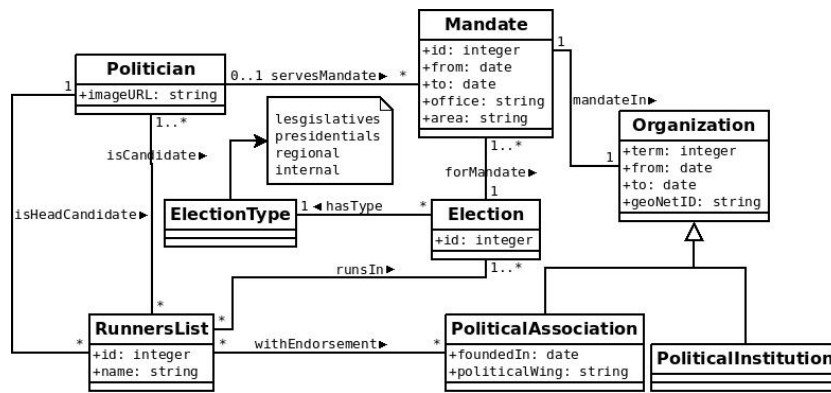 Mandate
+id: integer
+from: date
+to: date
+office: string
+area: string
Politician
+imageURL: string
0..1 servesMandate► *
1
1
mandateIn►
1
Organization
+term: integer
+from: date
+to: date
+geoNetID: string
lesgislatives
presidentials
regional
internal
1..*
isCandidate►
1..*
forMandate►
1
isHeadCandidate►
ElectionType
1 ◄ hasType *
Election
+id: integer
1..*
runsIn►
*
*
RunnersList
+id: integer
+name: string
*
* withEndorsement► *
PoliticalAssociation
+foundedIn: date
+politicalWing: string
PoliticalInstitution